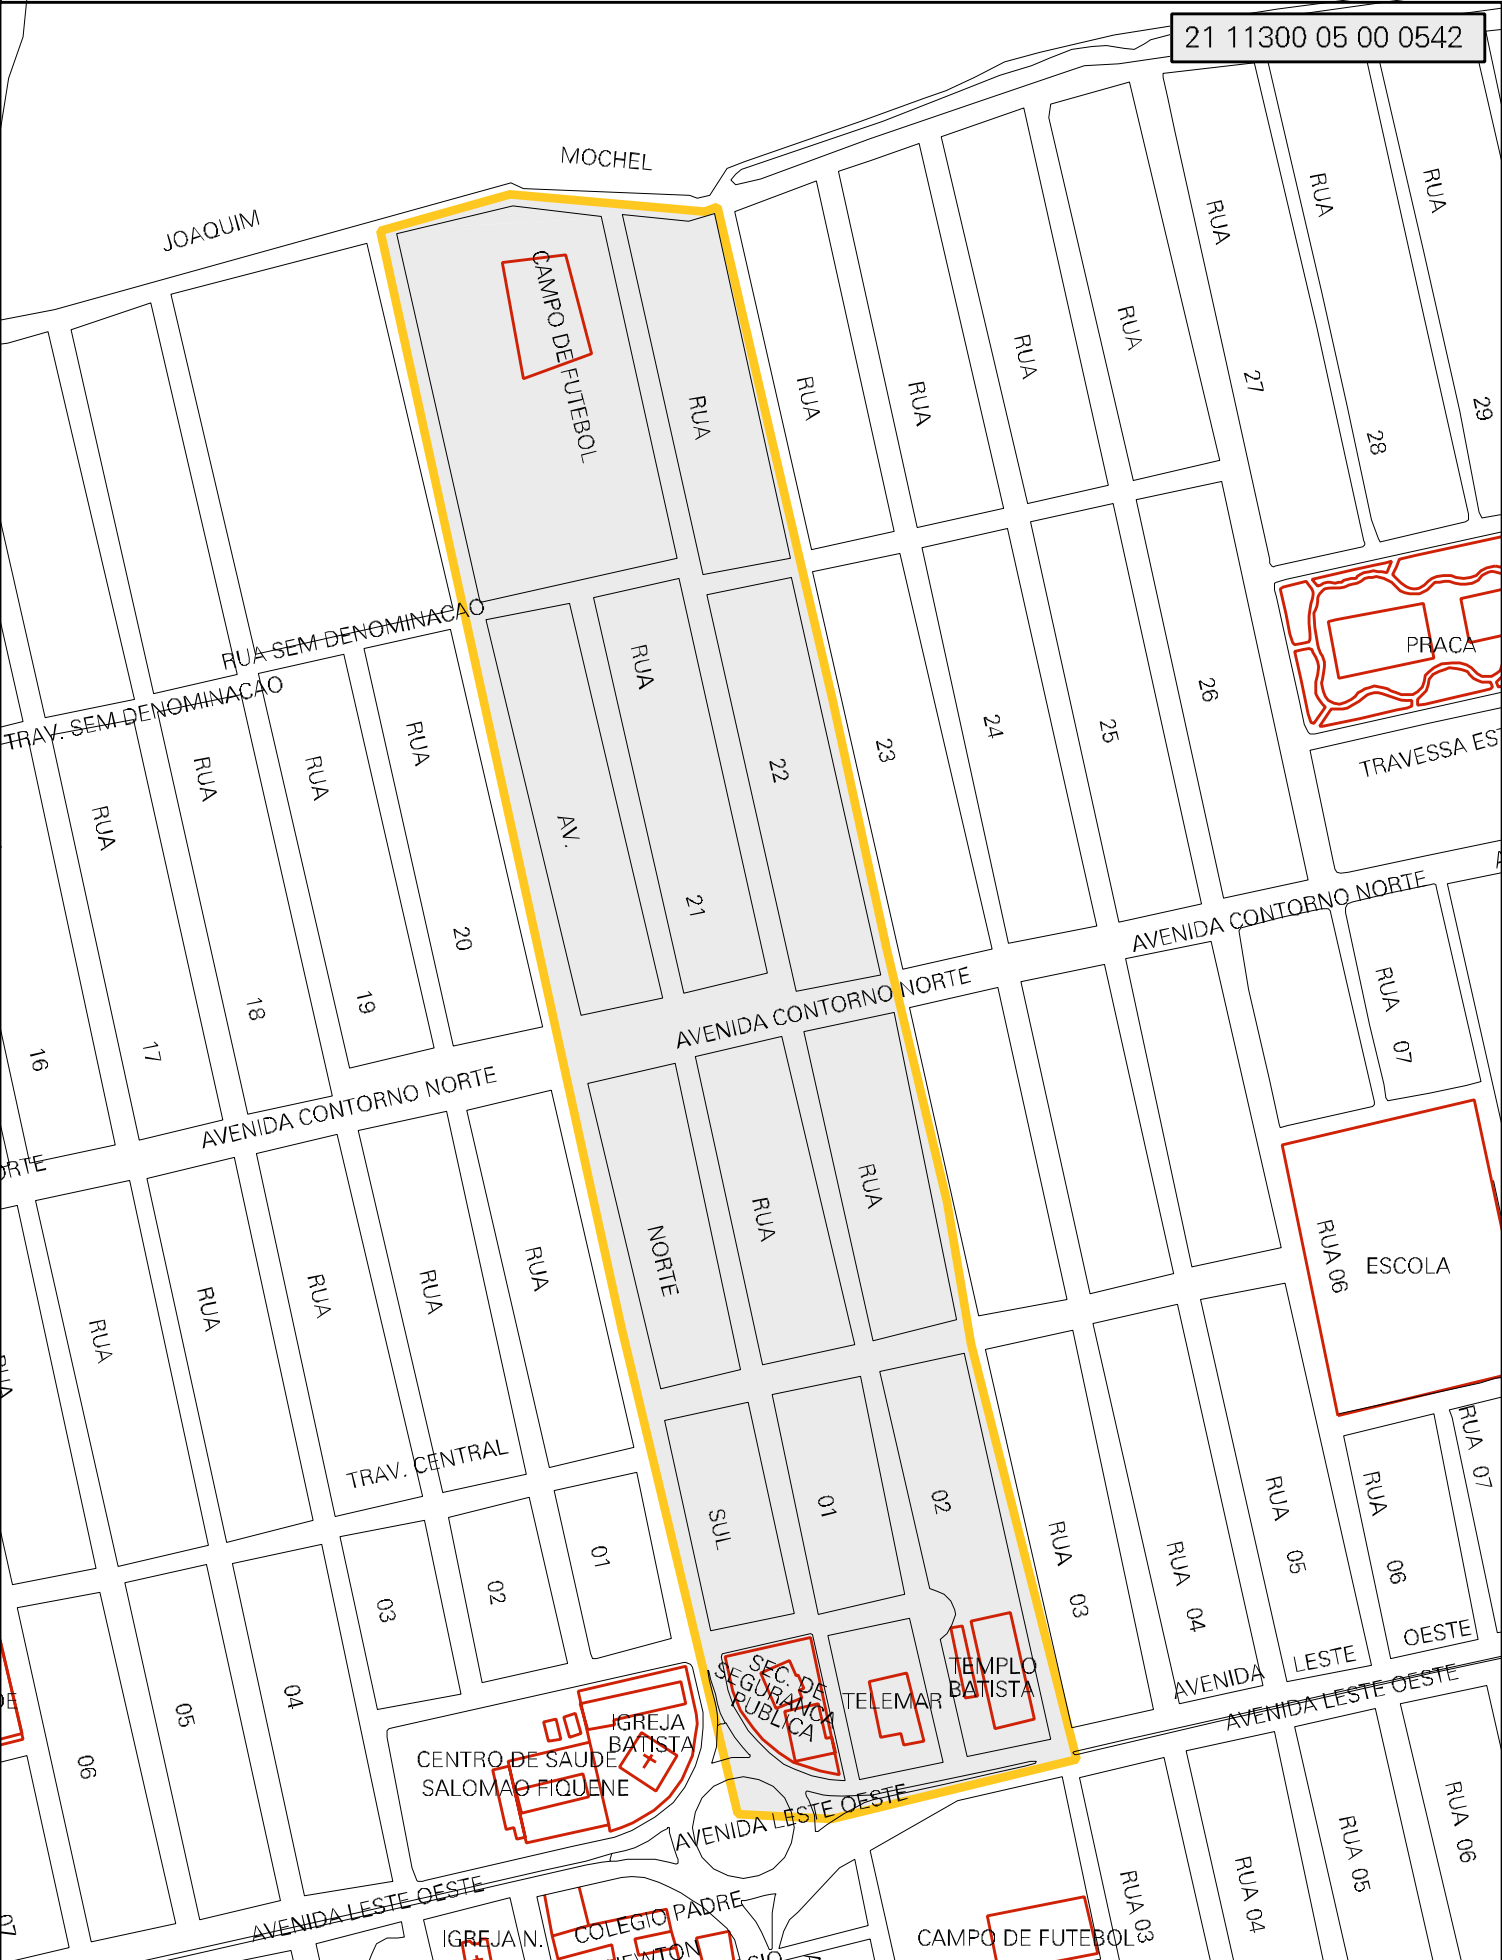 21 11300 05 00 0542
MOCHEL
JOAQUIM
RUA
RUA
RUA
RUA
RUA
RUA
RUA
RUA
27
28
29
CAMPO DE FUTEBOL
RUA SEM DENOMINACAO
TRAV. SEM DENOMINACAO
PRACA
TRAVESSA EST
RUA
RUA
RUA
RUA
RUA
AV.
21
22
23
24
25
26
16
17
18
19
20
AVENIDA CONTORNO NORTE
AVENIDA CONTORNO NORTE
AVENIDA CONTORNO NORTE
ORTE
RUA
07
RUA
RUA
RUA
RUA
RUA
NORTE
RUA
RUA
RUA 06
ESCOLA
TRAV. CENTRAL
SUL
01
02
RUA
03
RUA
04
RUA
05
RUA
06
RUA
07
01
02
03
04
05
06
07
AVENIDA
LESTE
OESTE
AVENIDA LESTE OESTE
SEC. DE
SEGURANCA
PUBLICA
TELEMAR
TEMPLO
BATISTA
IGREJA
BATISTA
CENTRO DE SAUDE
SALOMAO FIQUENE
AVENIDA LESTE OESTE
AVENIDA LESTE OESTE
IGREJA N.
COLEGIO PADRE
NEWTON
CAMPO DE FUTEBOL
RUA 03
RUA 04
RUA 05
RUA 06